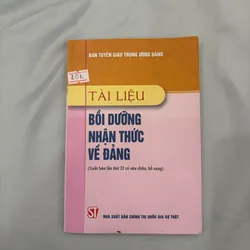 BAN TUYÊN GIÁO TRUNG ƯƠNG ĐẢNG
TÀI LIỆU
BỒI DƯỠNG
NHẬN THỨC
VỀ ĐẢNG
(Xuất bản lần thứ 22 có sửa chữa, bổ sung)
ST
NHÀ XUẤT BẢN CHÍNH TRỊ QUỐC GIA SỰ THẬT